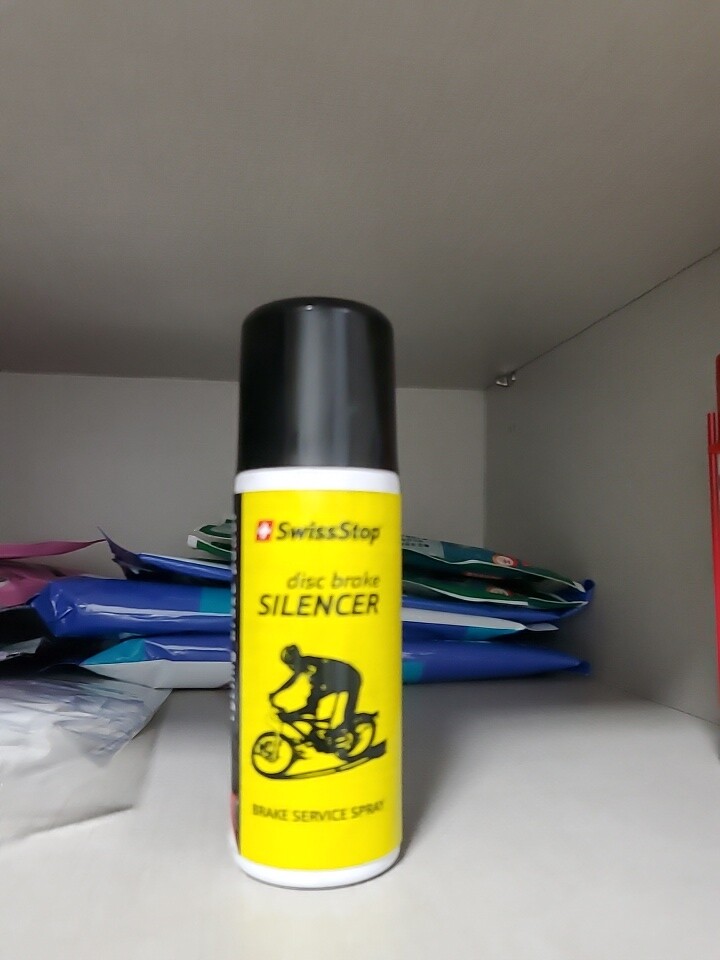 SwissStop
disc brake
SILENCER
BRAKE SERVICE SPRAY